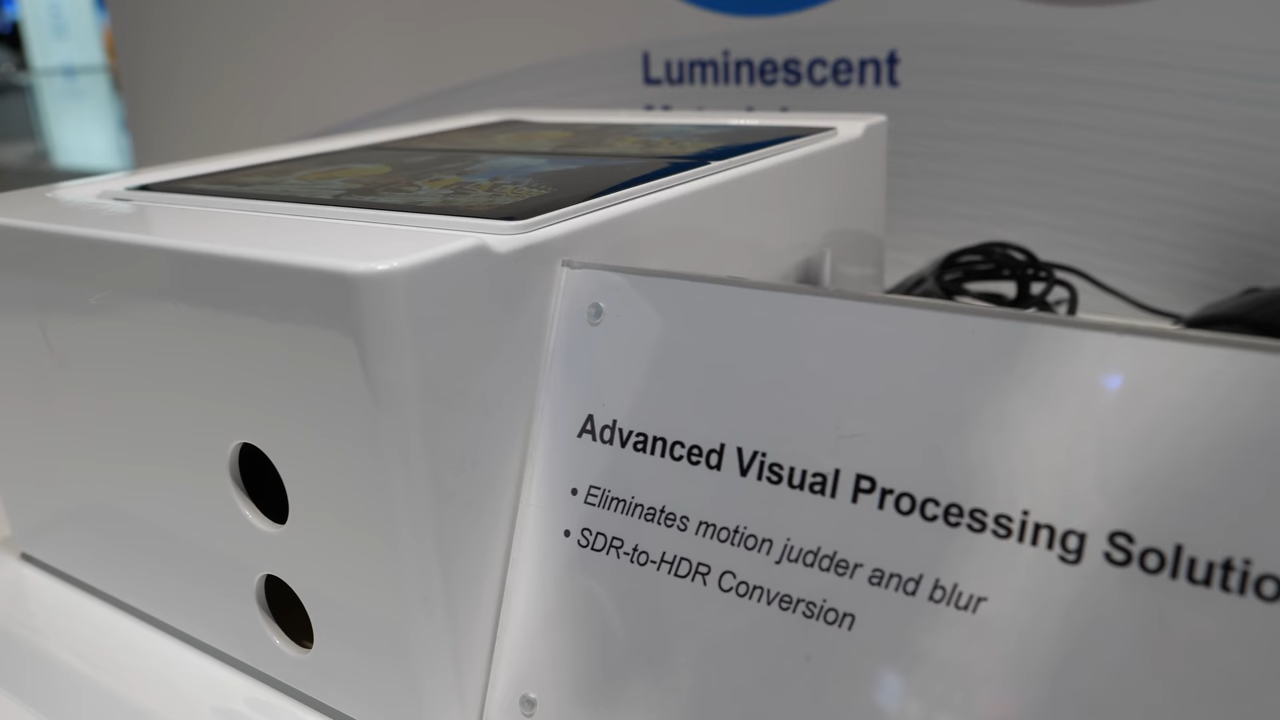 Luminescent
Advanced Visual Processing Solutio
• Eliminates motion judder and blur
• SDR-to-HDR Conversion